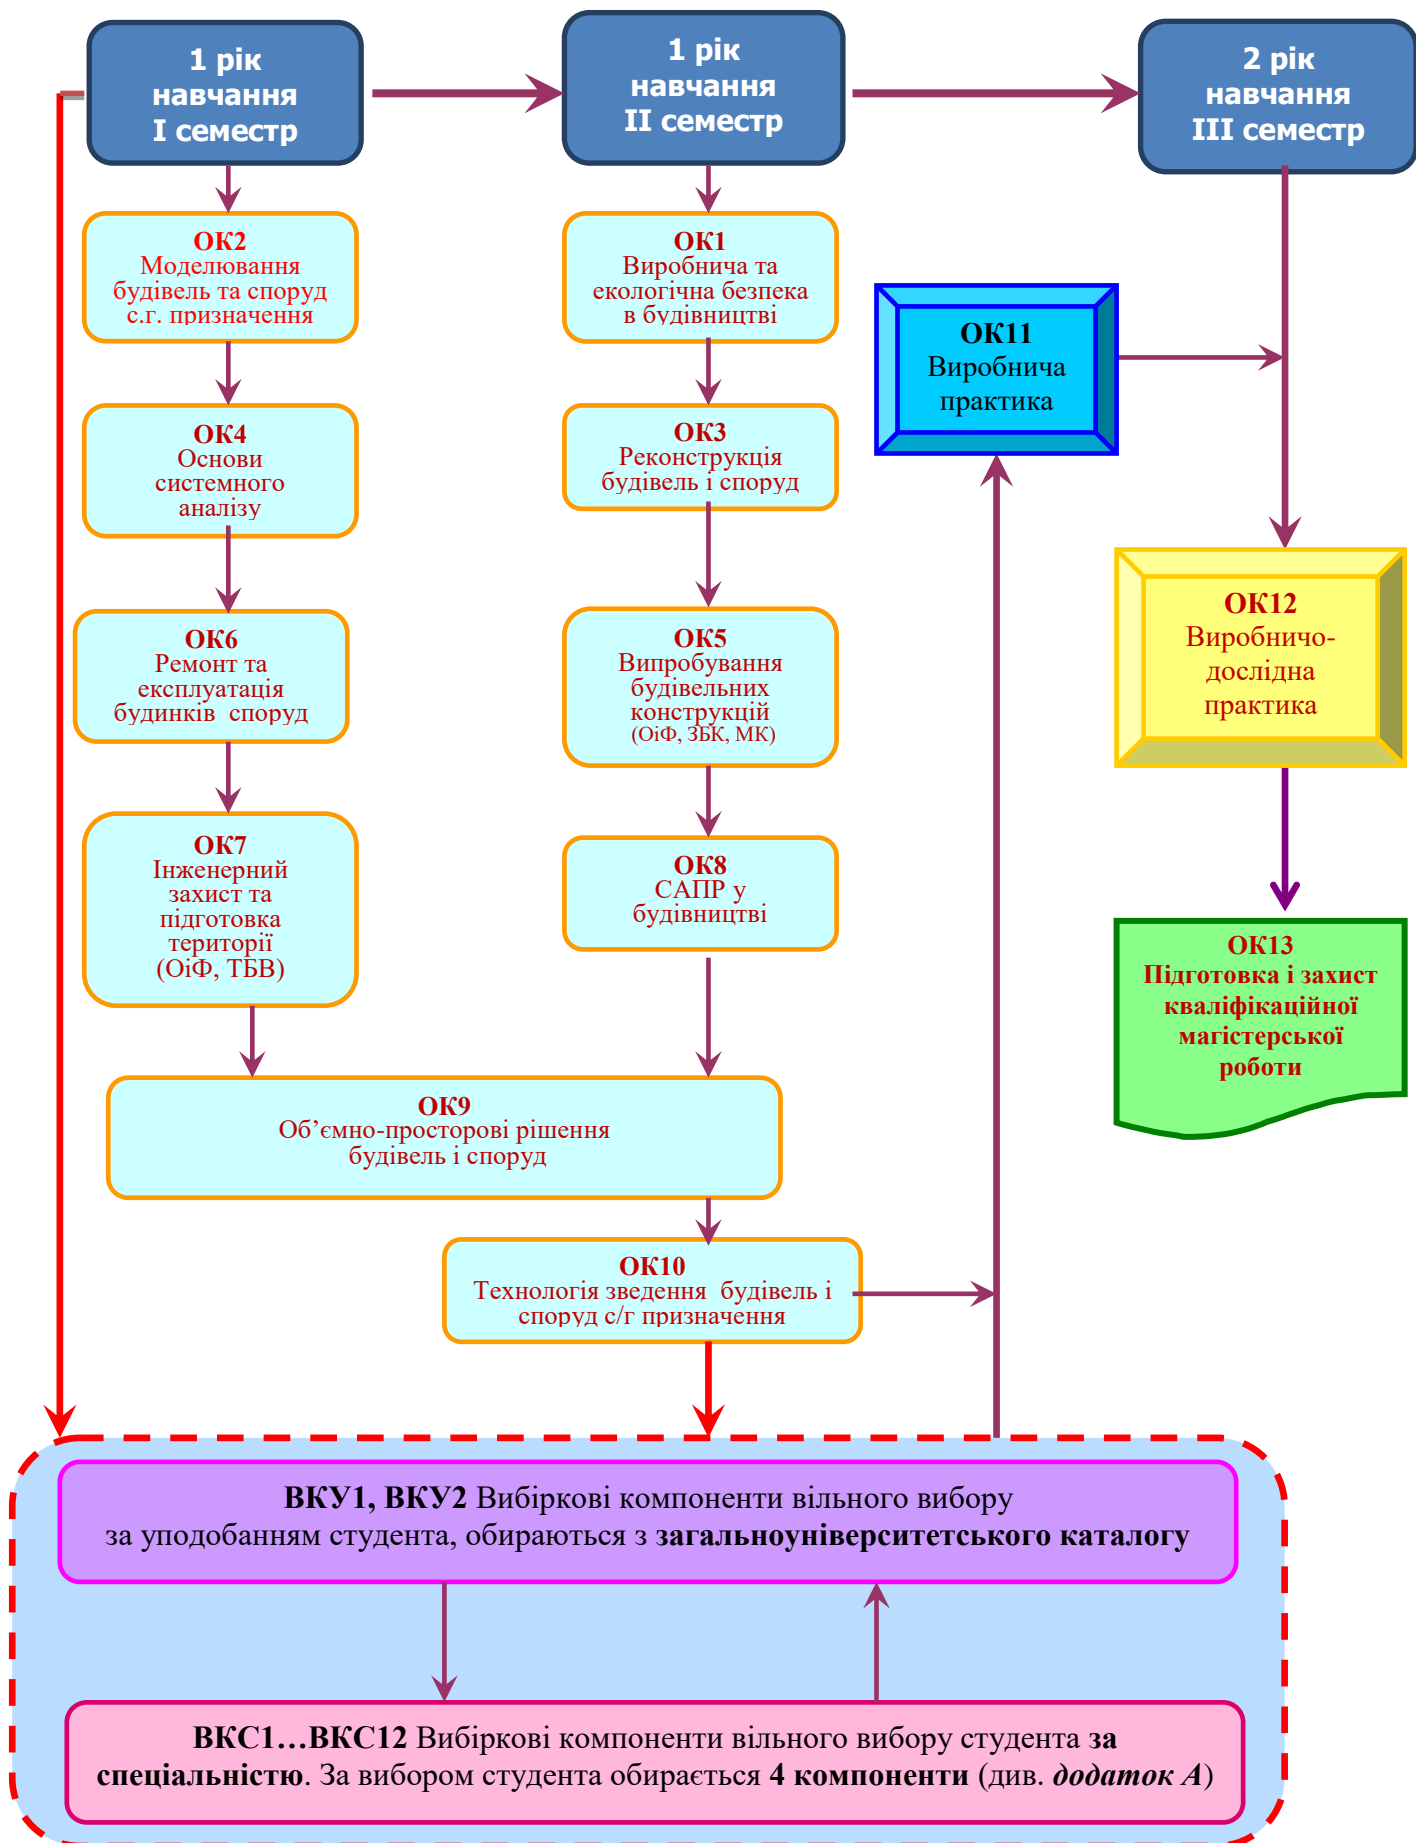 1 рік
навчання
І семестр
1 рік
навчання
ІІ семестр
2 рік
навчання
ІІІ семестр
ОК2
Моделювання
будівель та споруд
с.г. призначення
ОК4
Основи
системного
аналізу
ОК6
Ремонт та
експлуатація
будинків споруд
ОК7
Інженерний
захист та
підготовка
території
(ОіФ, ТБВ)
ОК1
Виробнича та
екологічна безпека
в будівництві
ОК3
Реконструкція
будівель і споруд
ОК5
Випробування
будівельних
конструкцій
(ОіФ, ЗБК, МК)
ОК8
САПР у
будівництві
ОК9
Об’ємно-просторові рішення
будівель і споруд
ОК10
Технологія зведення будівель і
споруд с/г призначення
ОК11
Виробнича
практика
ОК12
Виробничо-
дослідна
практика
ОК13
Підготовка і захист
кваліфікаційної
магістерської
роботи
ВКУ1, ВКУ2 Вибіркові компоненти вільного вибору
за уподобанням студента, обираються з загальноуніверситетського каталогу
ВКС1…ВКС12 Вибіркові компоненти вільного вибору студента за
спеціальністю. За вибором студента обирається 4 компоненти (див. додаток А)